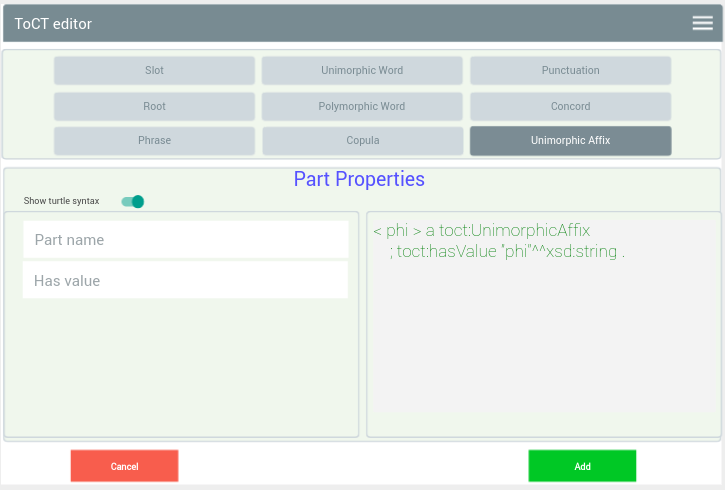 ToCT editor
Slot
Unimorphic Word
Punctuation
Root
Polymorphic Word
Concord
Phrase
Copula
Unimorphic Affix
Part Properties
Show turtle syntax
Part name
Has value
< phi > a toct:UnimorphicAffix
; toct:hasValue "phi"^^xsd:string .
Cancel
Add